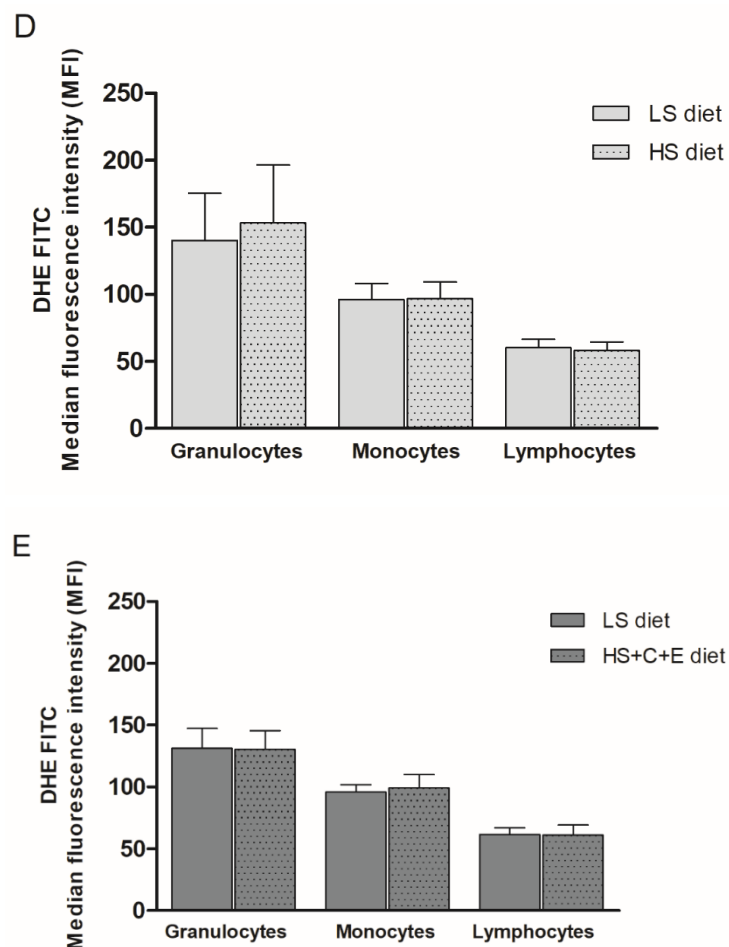 D
DHE FITC
Median fluorescence intensity (MFI)
250
200
150
100
50
0
LS diet
HS diet
Granulocytes Monocytes Lymphocytes
E
DHE FITC
Median fluorescence intensity (MFI)
250
200
150
100
50
0
LS diet
HS+C+E diet
Granulocytes Monocytes Lymphocytes